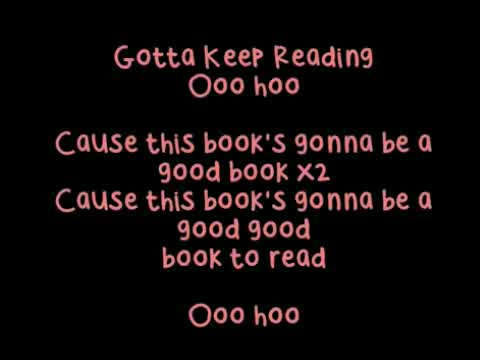 Gotta Keep Reading
Ooo hoo
Cause this book's gonna be a
good book x2
Cause this book's gonna be a
good good
book to read
Ooo hoo